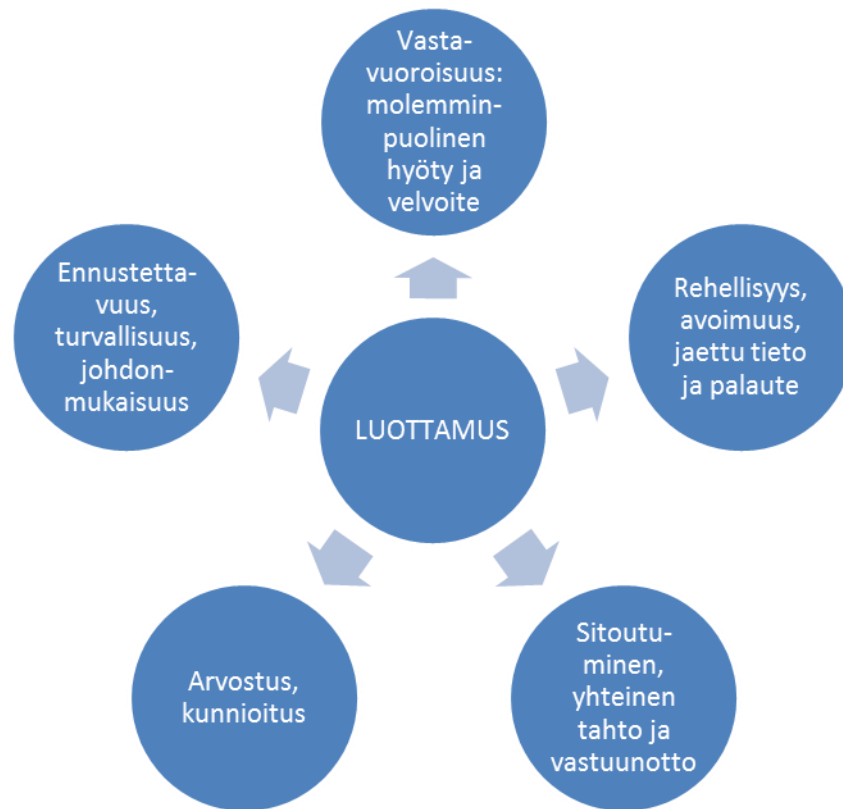 Vasta-
vuoroisuus:
molemmin-
puolinen
hyöty ja
velvoite
Rehellisyys,
avoimuus,
jaettu tieto
ja palaute
Sitoutu-
minen,
yhteinen
tahto ja
vastuunotto
Arvostus,
kunnioitus
Ennustetta-
vuus,
turvallisuus,
johdon-
mukaisuus
LUOTTAMUS